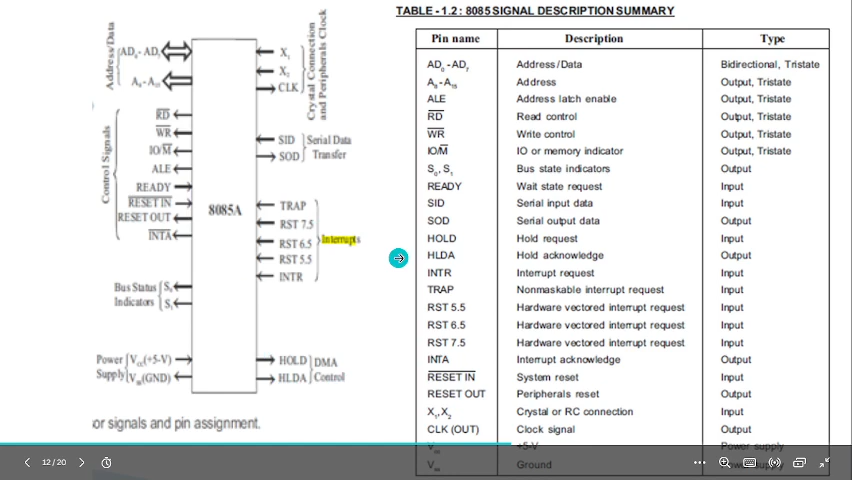 TABLE - 1.2 : 8085 SIGNAL DESCRIPTION SUMMARY
Address/Data
AD0 - AD7
A8 - A15
Control Signals
RD
WR
IO/M
ALE
READY
RESET IN
RESET OUT
INTA
Bus Status S0
Indicators S1
Power VCC(+5-V)
Supply VSS(GND)
8085A
X1
X2
CLK
Crystal Connection
and Peripherals Clock
SID Serial Data
SOD Transfer
TRAP
RST 7.5
RST 6.5
RST 5.5
INTR
Interrupts
HOLD DMA
HLDA Control
or signals and pin assignment.
Pin name Description Type
AD0 - AD7 Address/Data Bidirectional, Tristate
A8 - A15 Address Output, Tristate
ALE Address latch enable Output, Tristate
RD Read control Output, Tristate
WR Write control Output, Tristate
IO/M IO or memory indicator Output, Tristate
S0, S1 Bus state indicators Output
READY Wait state request Input
SID Serial input data Input
SOD Serial output data Output
HOLD Hold request Input
HLDA Hold acknowledge Output
INTR Interrupt request Input
TRAP Nonmaskable interrupt request Input
RST 5.5 Hardware vectored interrupt request Input
RST 6.5 Hardware vectored interrupt request Input
RST 7.5 Hardware vectored interrupt request Input
INTA Interrupt acknowledge Output
RESET IN System reset Input
RESET OUT Peripherals reset Output
X1, X2 Crystal or RC connection Input
CLK (OUT) Clock signal Output
+5-V Power supply
Ground
12 / 20